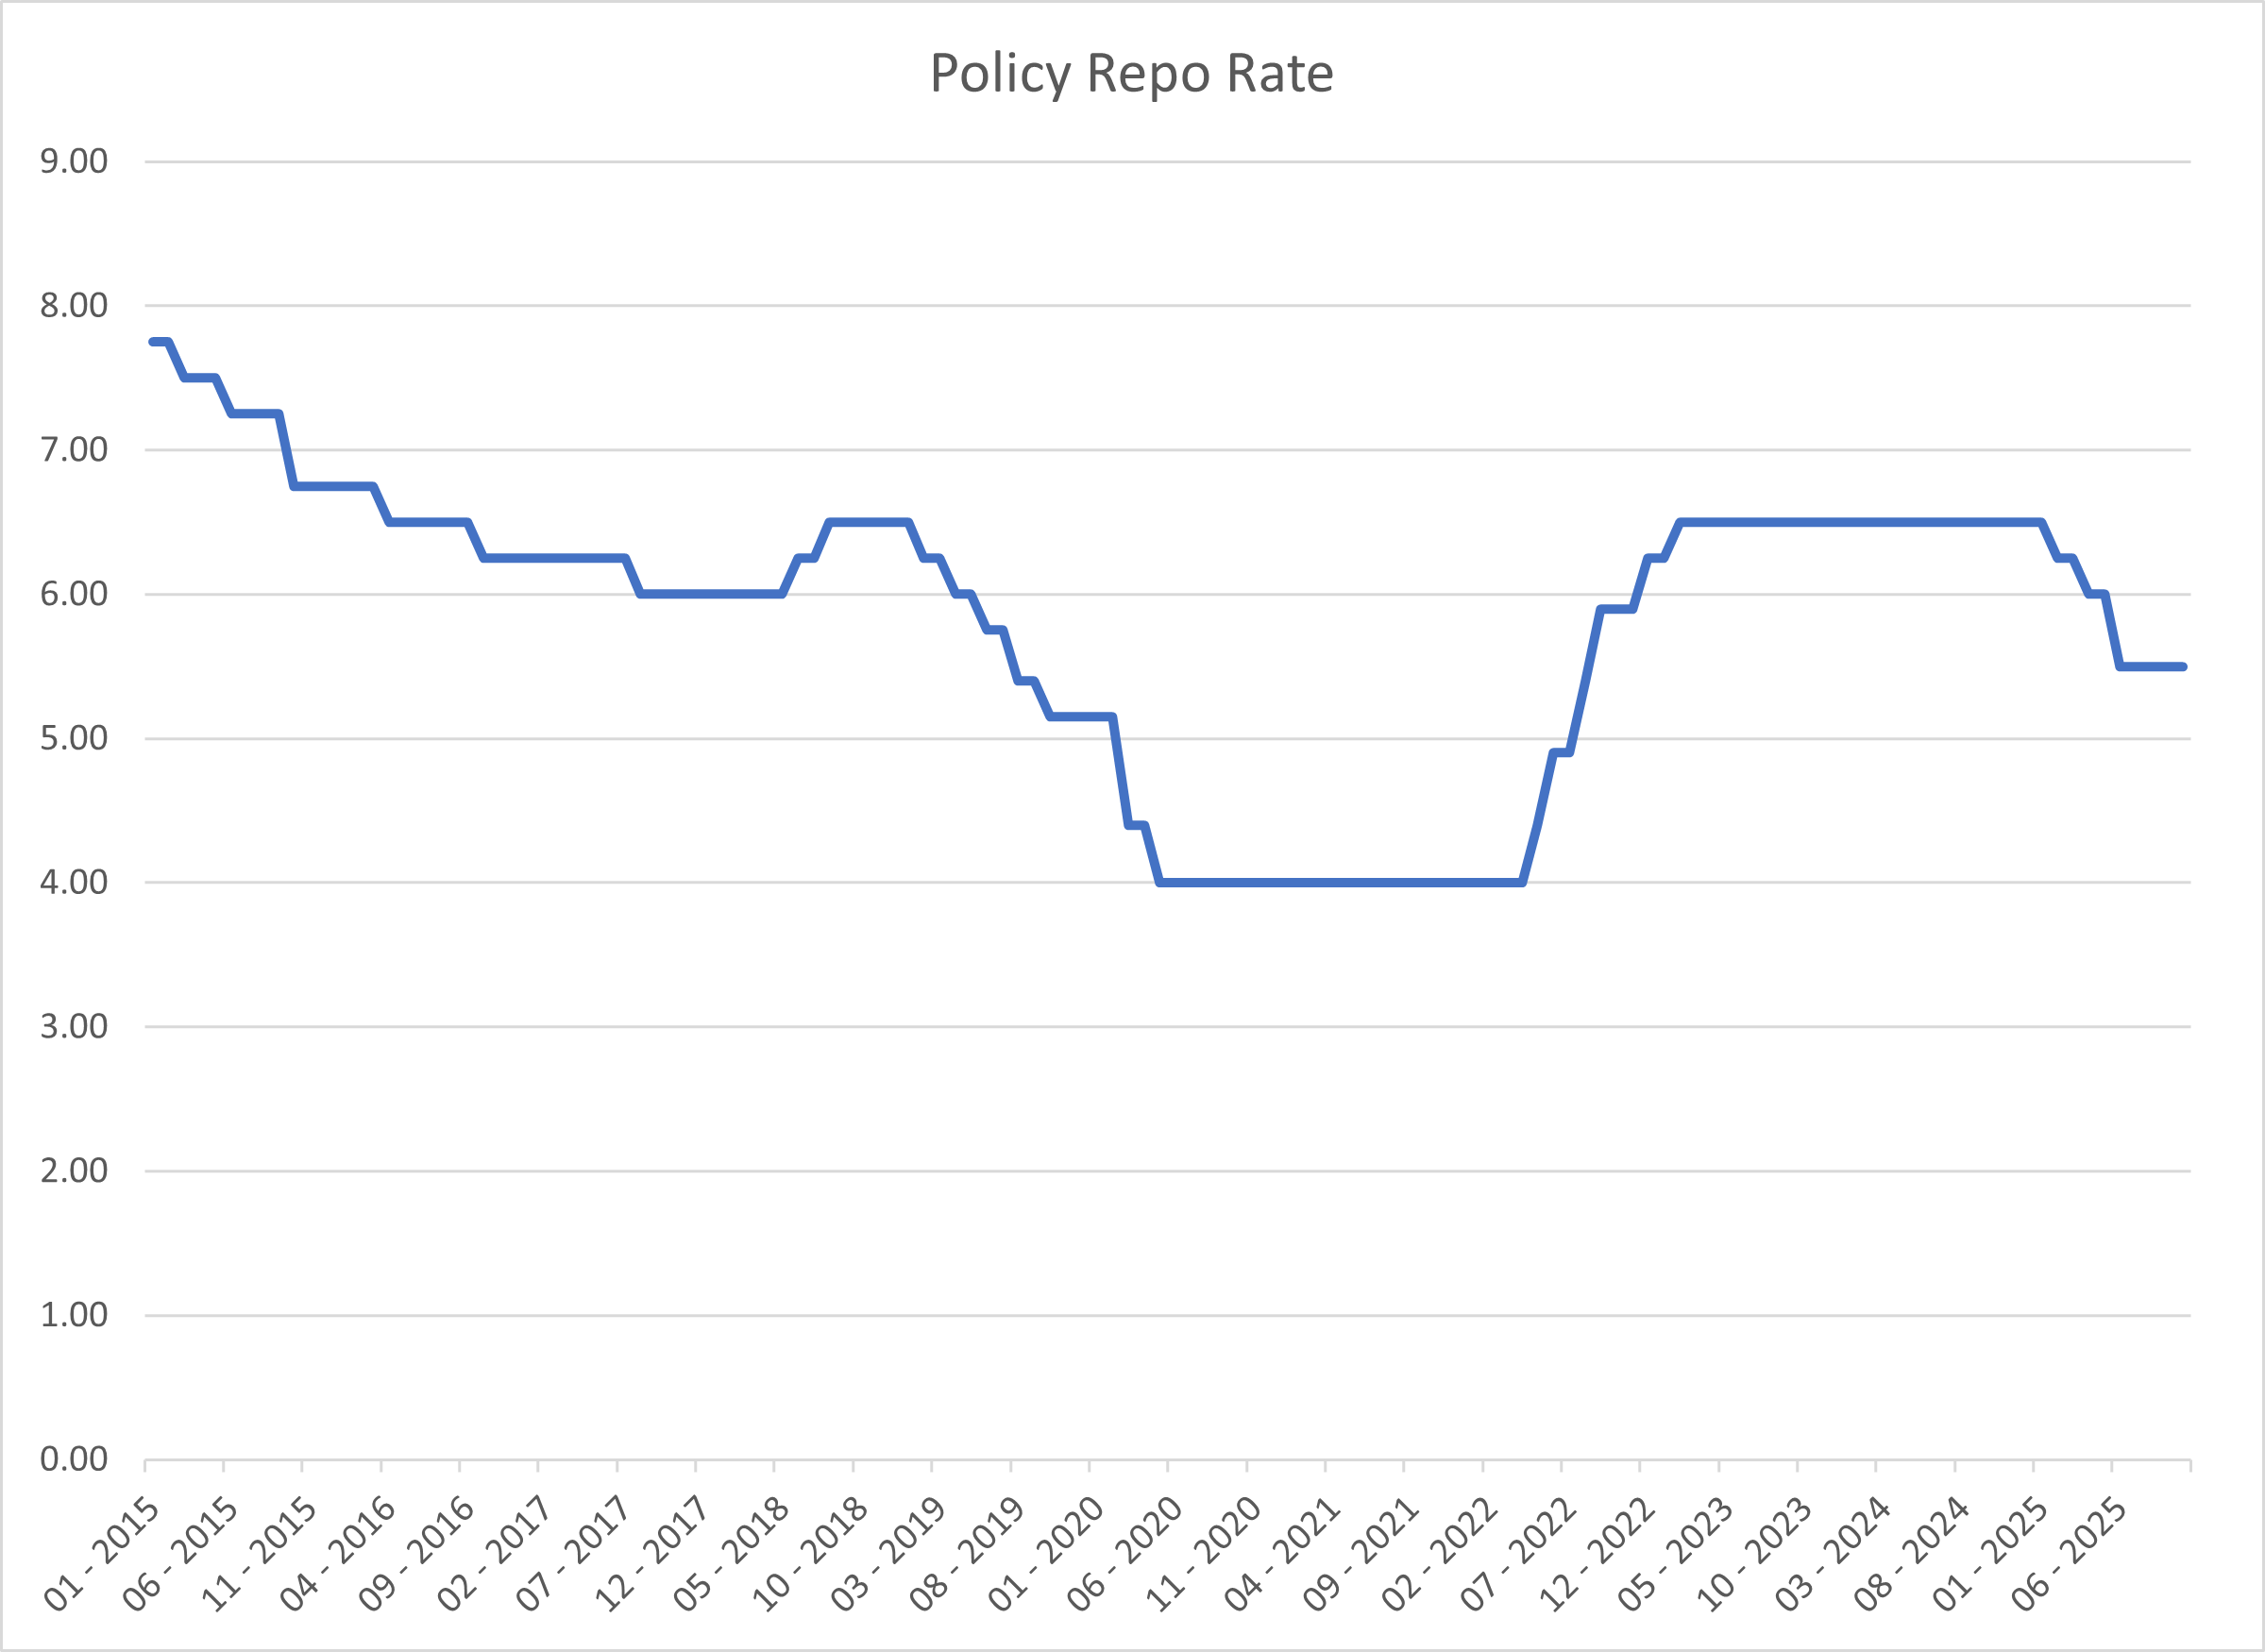 Policy Repo Rate
9.00
8.00
7.00
6.00
5.00
4.00
3.00
2.00
1.00
0.00
01 - 2015
06 - 2015
11 - 2015
04 - 2016
09 - 2016
02 - 2017
07 - 2017
12 - 2017
05 - 2018
10 - 2018
03 - 2019
08 - 2019
01 - 2020
06 - 2020
11 - 2020
04 - 2021
09 - 2021
02 - 2022
07 - 2022
12 - 2022
05 - 2023
10 - 2023
03 - 2024
08 - 2024
01 - 2025
06 - 2025